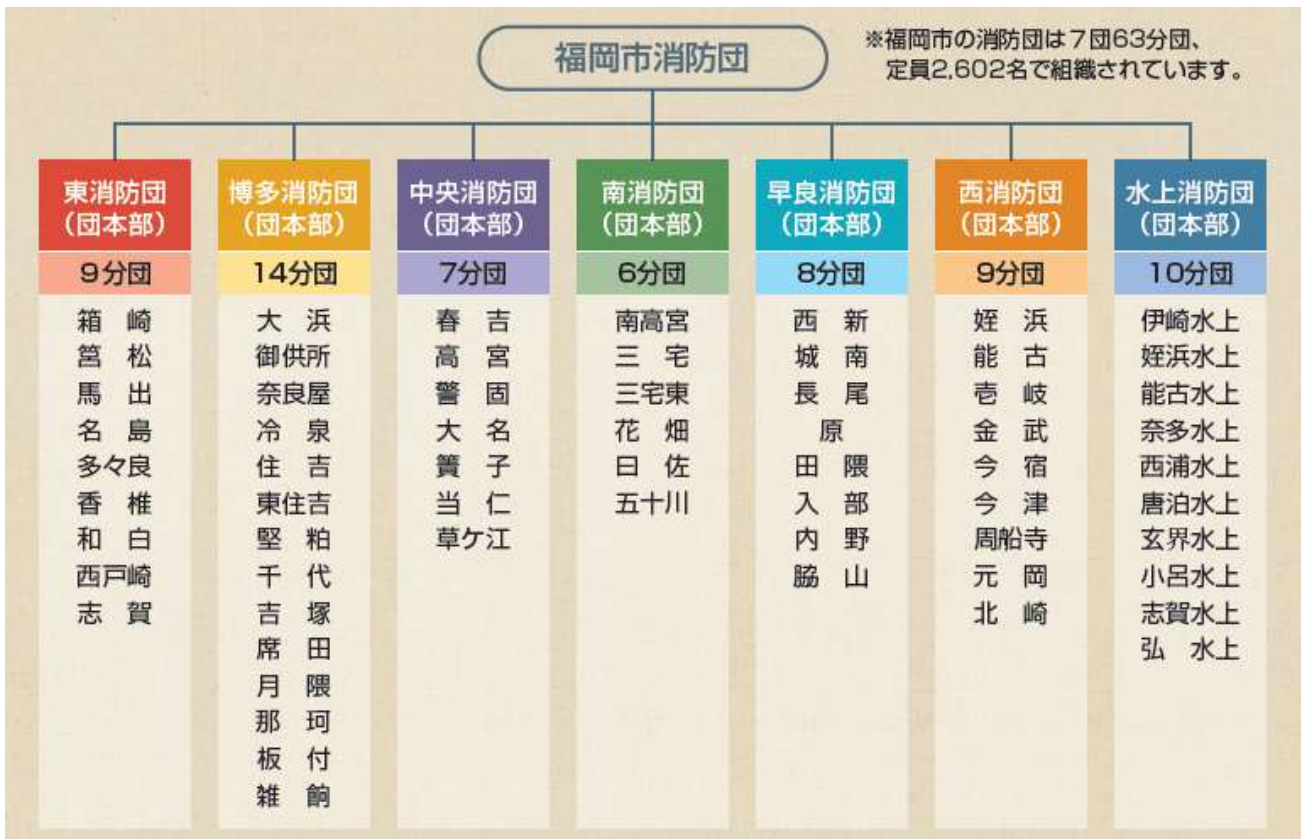 福岡市消防団
※福岡市の消防団は7団63分団、
定員2,602名で組織されています。
東消防団
（団本部）
9分団
箱崎
筥松
馬出
名島
多々良
香椎
和白
西戸崎
志賀
博多消防団
（団本部）
14分団
大浜
御供所
奈良屋
冷泉
住吉
東住吉
堅粕
千代
吉塚
席田
月隈
那珂
板付
雑餉
中央消防団
（団本部）
7分団
春吉
高宮
警固
大名
簀子
当仁
草ケ江
南消防団
（団本部）
6分団
南高宮
三宅
三宅東
花畑
曰佐
五十川
早良消防団
（団本部）
8分団
西新
城南
長尾
原
田隈
入部
内野
脇山
西消防団
（団本部）
9分団
姪浜
能古
壱岐
金武
今宿
今津
周船寺
元岡
北崎
水上消防団
（団本部）
10分団
伊崎水上
姪浜水上
能古水上
奈多水上
西浦水上
唐泊水上
玄界水上
小呂水上
志賀水上
弘 水上